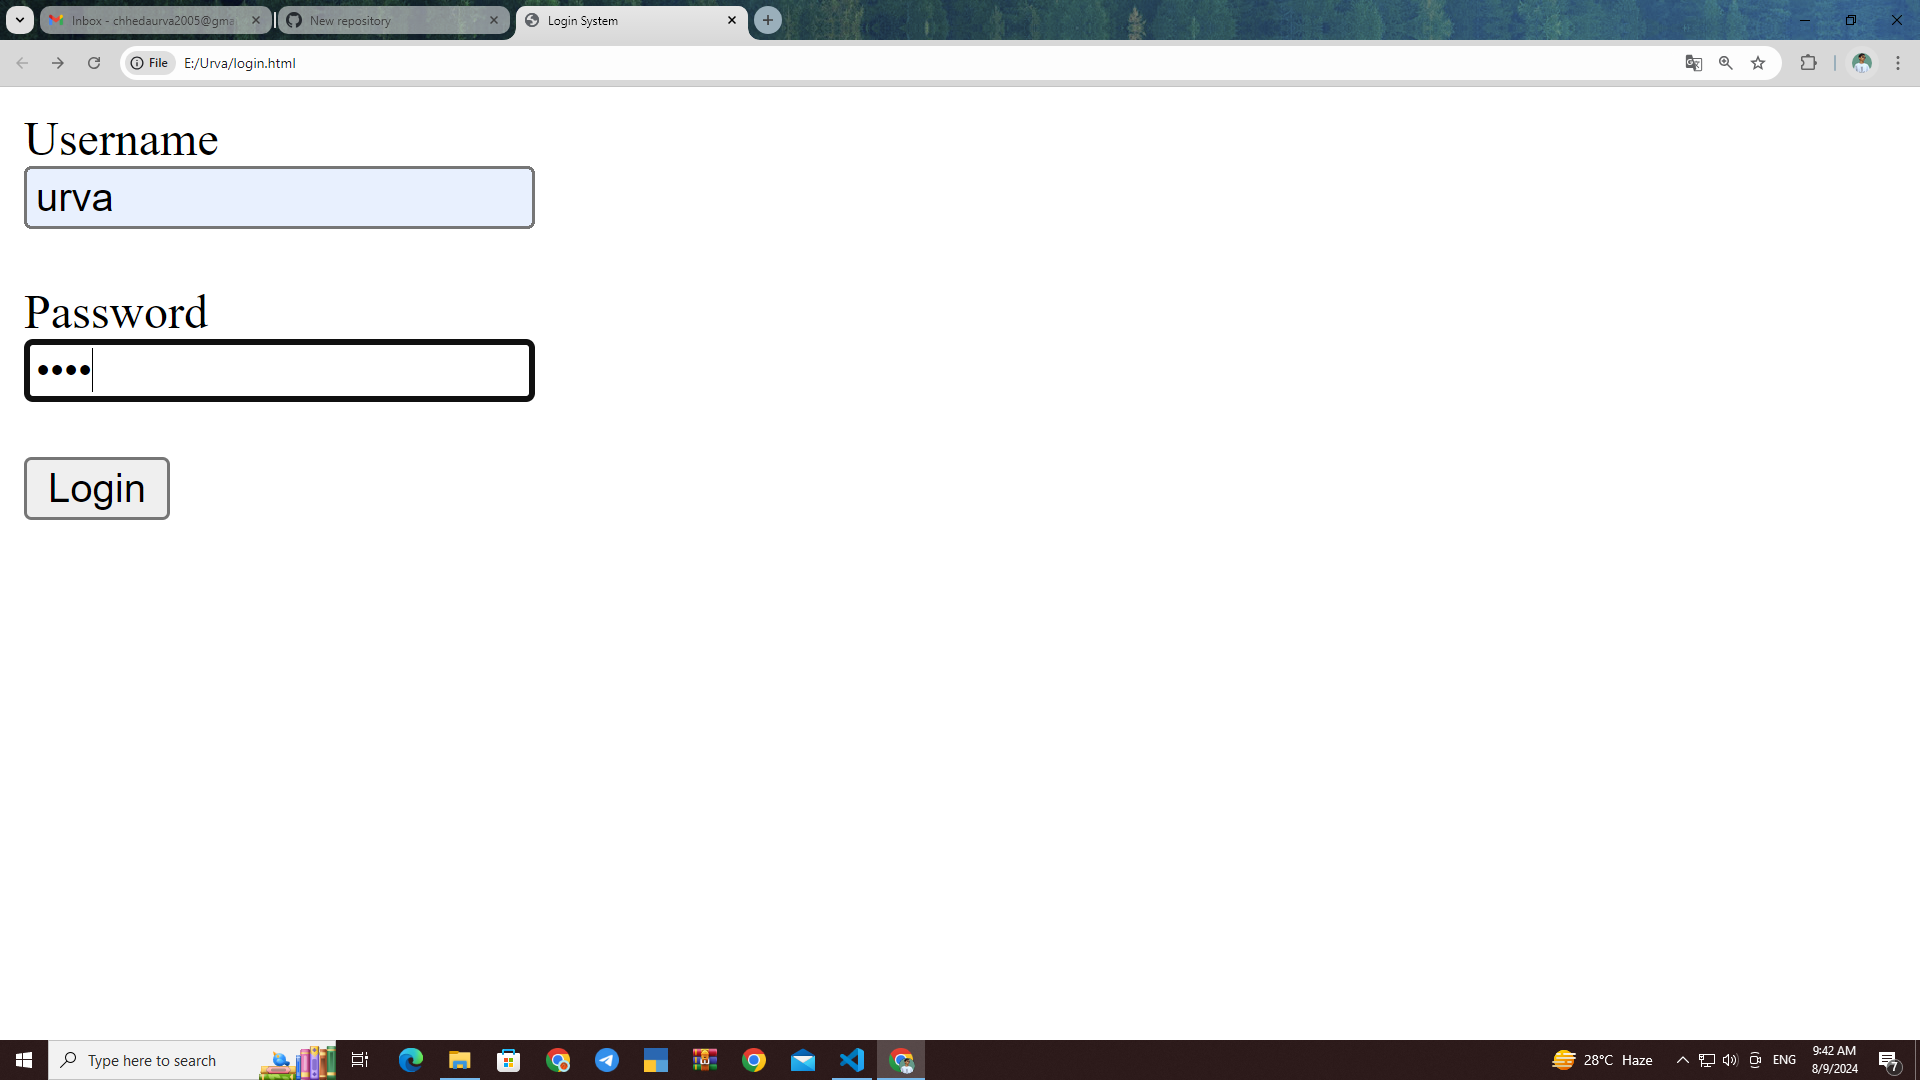 Inbox - chhedaurva2005@gma
New repository
Login System
File
E:/Urva/login.html
Username
urva
Password
••••
Login
Type here to search
28°C Haze
ENG
9:42 AM
8/9/2024
7